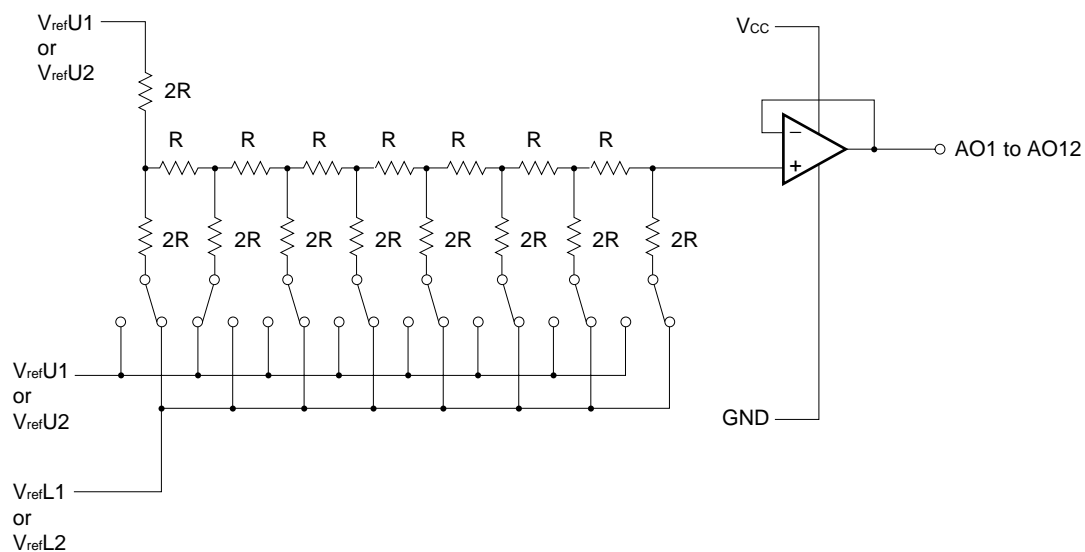 VrefU1
or
VrefU2
2R
R R R R R R R
2R 2R 2R 2R 2R 2R 2R 2R
VCC
−
+
AO1 to AO12
GND
VrefU1
or
VrefU2
VrefL1
or
VrefL2